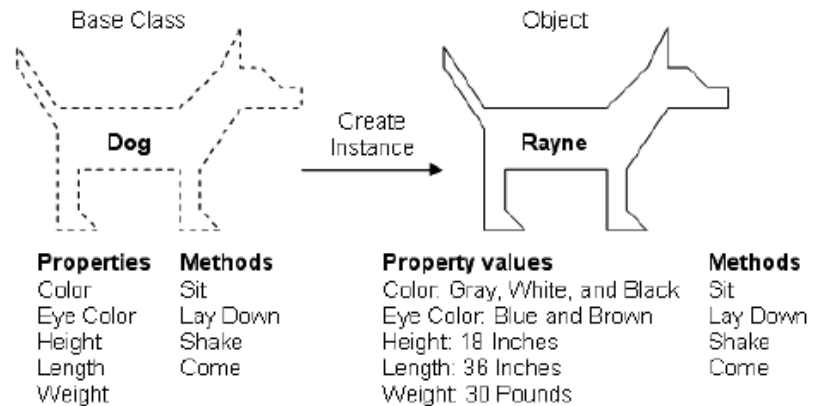 Base Class
Dog
Create
Instance
Object
Rayne
Properties
Color
Eye Color
Height
Length
Weight
Methods
Sit
Lay Down
Shake
Come
Property values
Color: Gray, White, and Black
Eye Color: Blue and Brown
Height: 18 Inches
Length: 36 Inches
Weight: 30 Pounds
Methods
Sit
Lay Down
Shake
Come